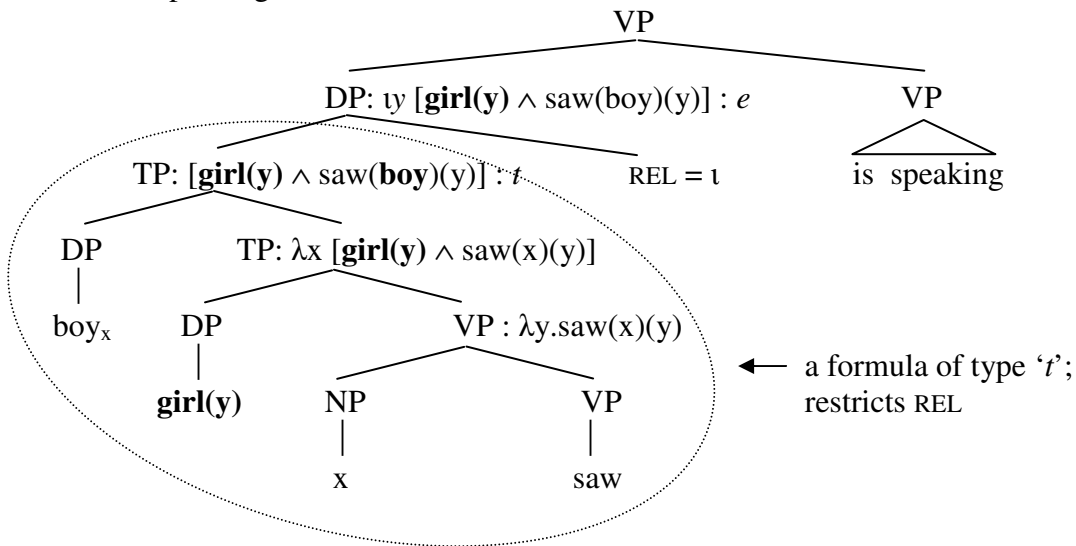 VP
DP: ιy [girl(y) ∧ saw(boy)(y)] : e VP
TP: [girl(y) ∧ saw(boy)(y)] : t REL = ι is speaking
DP TP: λx [girl(y) ∧ saw(x)(y)]
boyx DP VP : λy.saw(x)(y)
← a formula of type ‘t’;
girl(y) NP VP restricts REL
x saw